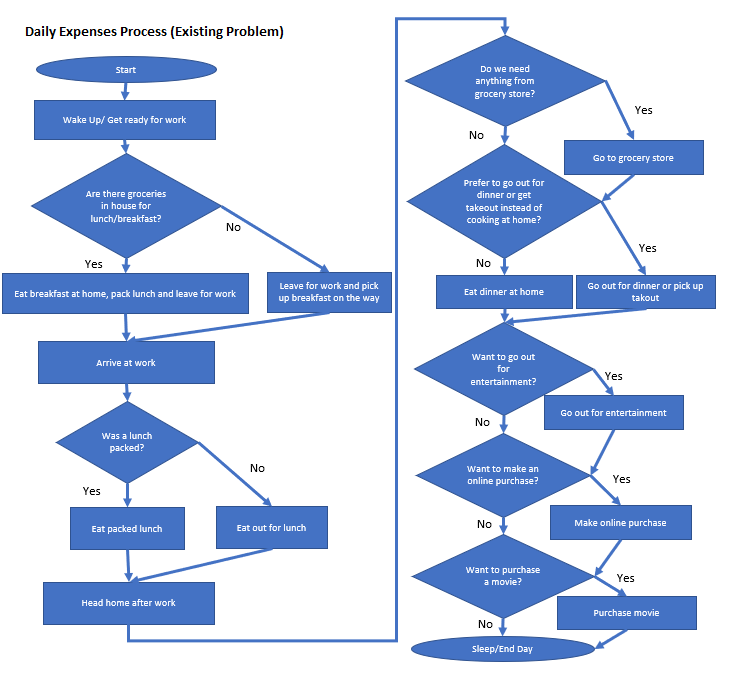 Daily Expenses Process (Existing Problem)
Start
Wake Up/ Get ready for work
Are there groceries
in house for
lunch/breakfast?
No
Yes
Eat breakfast at home, pack lunch and leave for work
Leave for work and pick
up breakfast on the way
Arrive at work
Was a lunch
packed?
No
Yes
Eat packed lunch
Eat out for lunch
Head home after work
Do we need
anything from
grocery store?
Yes
No
Go to grocery store
Prefer to go out for
dinner or get
takeout instead of
cooking at home?
Yes
No
Eat dinner at home
Go out for dinner or pick up
takout
Want to go out
for
entertainment?
Yes
No
Go out for entertainment
Want to make an
online purchase?
Yes
No
Make online purchase
Want to purchase
a movie?
Yes
No
Purchase movie
Sleep/End Day